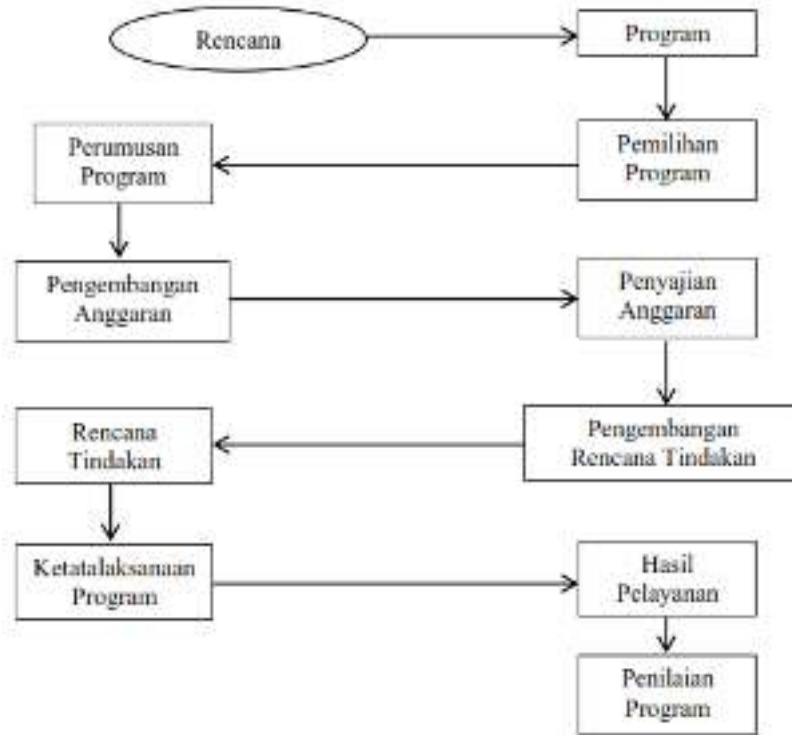 Rencana
Program
Pemilihan
Program
Perumusan
Program
Pengembangan
Anggaran
Penyajian
Anggaran
Pengembangan
Rencana Tindakan
Rencana
Tindakan
Ketatalaksanaan
Program
Hasil
Pelayanan
Penilaian
Program